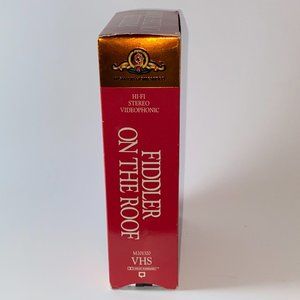 HI-FI
STEREO
VIDEOPHONIC
FIDDLER
ON THE ROOF
VHS